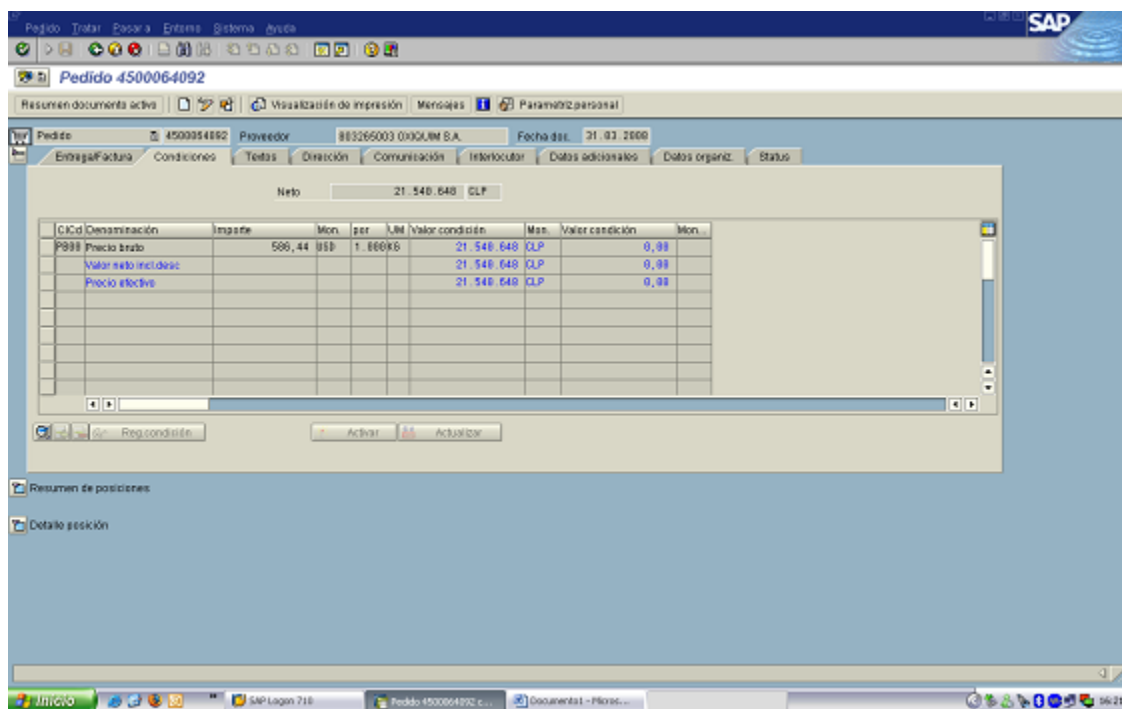 Pedido Tratar Pasar a Entorno Sistema Ayuda
SAP
Pedido 4500064092
Resumen documento activo Visualización de impresión Mensajes Parametriz.personal
Pedido 4500064092 Proveedor 803265003 OXIQUIM S.A. Fecha doc. 31.03.2008
Entrega/Factura Condiciones Textos Dirección Comunicación Interlocutor Datos adicionales Datos organiz. Status
Neto 21.540.648 CLP
ClCd Denominación Importe Mon. por UM Valor condición Mon. Valor condición Mon...
Precio bruto 586,44 USD 1.000 KG 21.540.648 CLP 0,00
Valor neto incl.desc 21.540.648 CLP 0,00
Precio efectivo 21.540.648 CLP 0,00
Reg.condición Activar Actualizar
Resumen de posiciones
Detalle posición
Inicio SAP Logon 710 Pedido 4500064092 c... Documento1 - Micros... 16:21